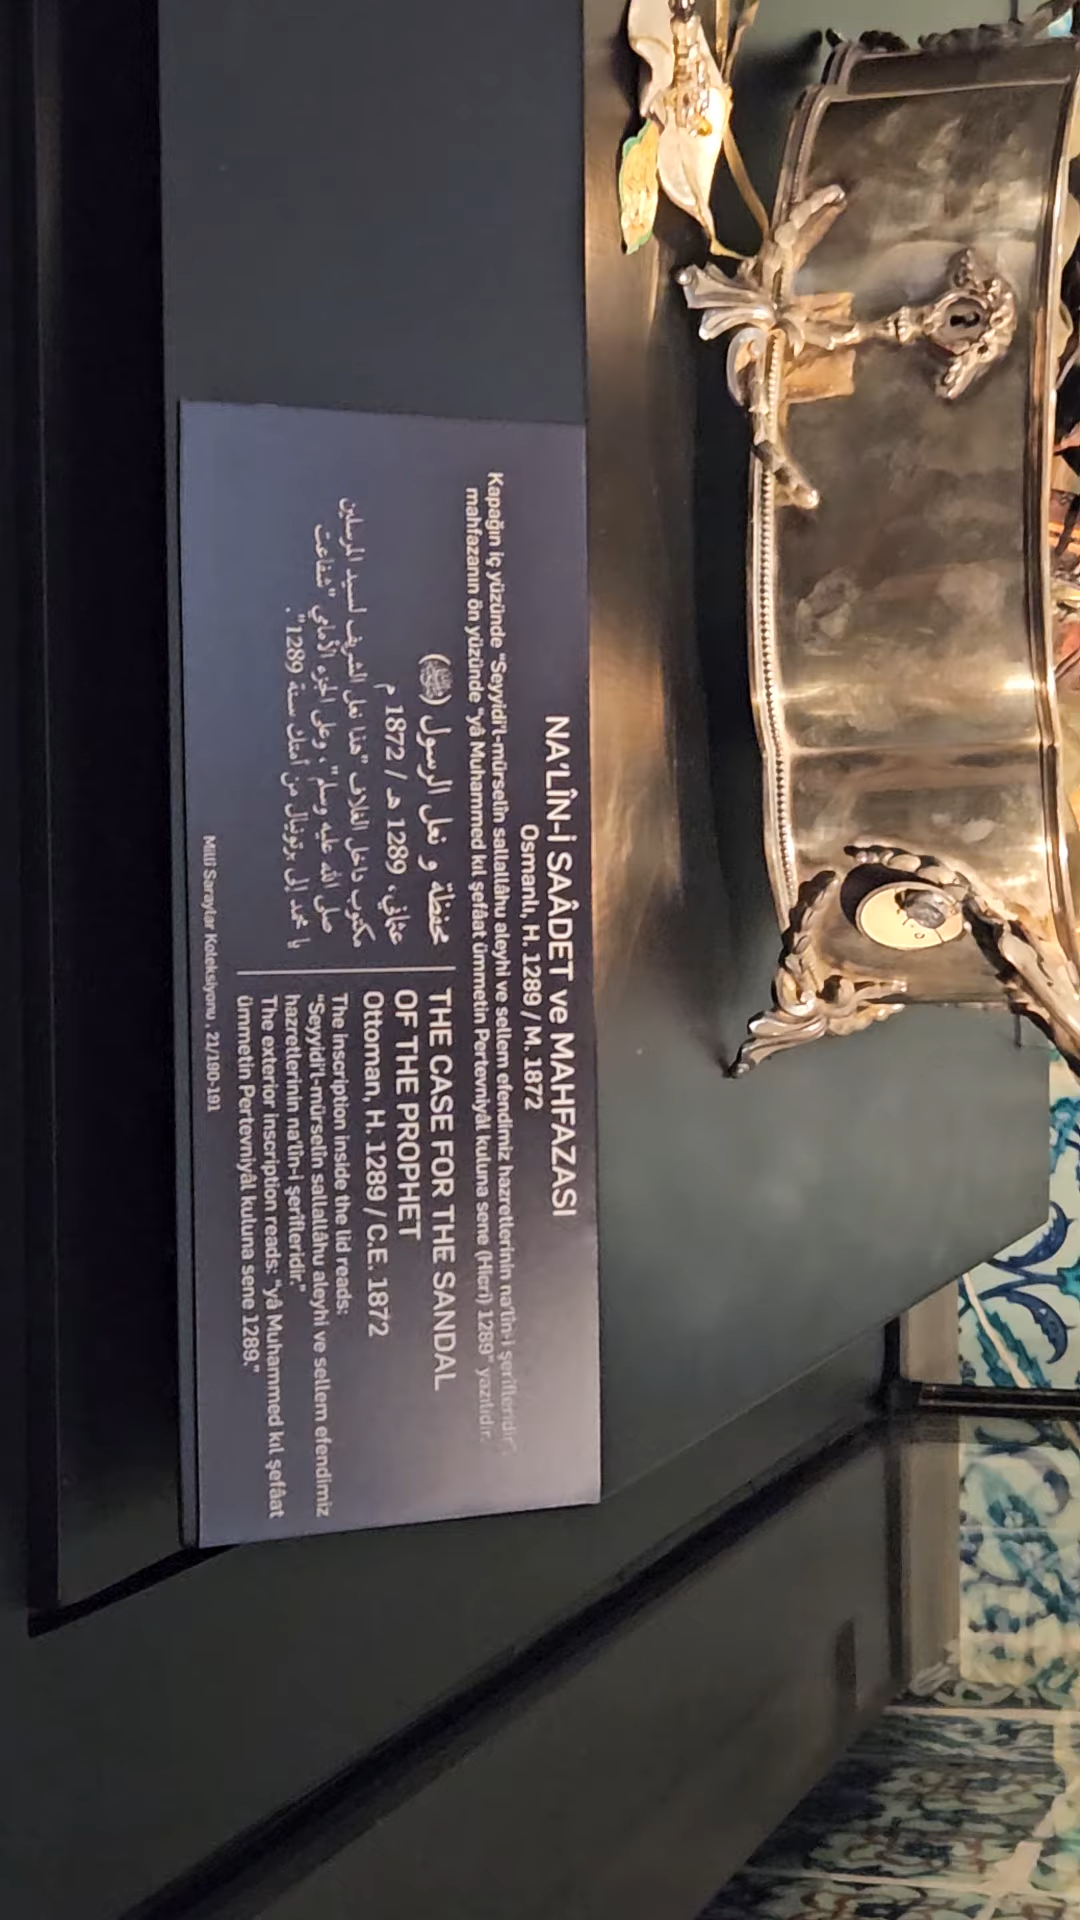 NA'LÎN-İ SAÂDET ve MAHFAZASI
Osmanlı, H. 1289 / M. 1872
Kapağın iç yüzünde "Seyyidi'l-mürselîn sallallâhu aleyhi ve sellem efendimiz hazretlerinin na'lîn-i şerîfleridir",
mahfazanın ön yüzünde "yâ Muhammed kıl şefâat ümmetin Pertevniyâl kuluna sene (Hicri) 1289" yazılıdır.
محفظة و نعل الرسول (ﷺ)
عثماني، 1289 هـ / 1872 م
مكتوب داخل الغلاف "هذا نعل الشريف لسيد المرسلين
صلى الله عليه وسلم"، وعلى الجزء الأمامي "شفاعت
يا محمد إلى برتونيال من أمتك سنة 1289".
THE CASE FOR THE SANDAL
OF THE PROPHET
Ottoman, H. 1289 / C.E. 1872
The inscription inside the lid reads:
"Seyyidi'l-mürselîn sallallâhu aleyhi ve sellem efendimiz
hazretlerinin na'lîn-i şerîfleridir."
The exterior inscription reads: "yâ Muhammed kıl şefâat
ümmetin Pertevniyâl kuluna sene 1289."
Millî Saraylar Koleksiyonu, 21/190-191